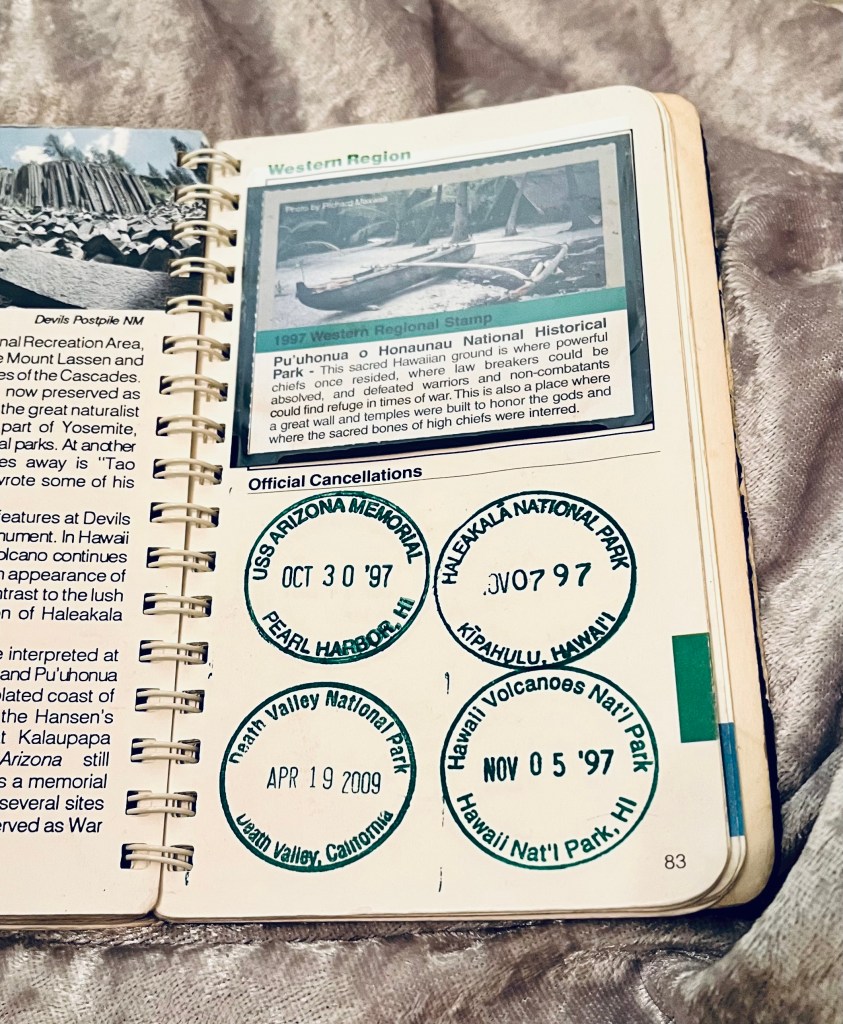 Devils Postpile NM
nal Recreation Area,
Mount Lassen and
es of the Cascades.
now preserved as
the great naturalist
part of Yosemite,
al parks. At another
es away is "Tao
wrote some of his
features at Devils
nument. In Hawaii
olcano continues
n appearance of
ntrast to the lush
on of Haleakala
e interpreted at
and Pu'uhonua
olated coast of
the Hansen's
t Kalaupapa
Arizona still
s a memorial
several sites
erved as War
Western Region
Photo by Richard
1997 Western Regional Stamp
Pu'uhonua o Honaunau National Historical
Park - This sacred Hawaiian ground is where powerful
chiefs once resided, where law breakers could be
absolved, and defeated warriors and non-combatants
could find refuge in times of war. This is also a place where
a great wall and temples were built to honor the gods and
where the sacred bones of high chiefs were interred.
Official Cancellations
USS ARIZONA MEMORIAL
OCT 30 '97
PEARL HARBOR, HI
HALEAKALĀ NATIONAL PARK
OV 07 97
KĪPAHULU, HAWAI'I
Death Valley National Park
APR 19 2009
Death Valley, California
Hawaii Volcanoes Nat'l Park
NOV 05 '97
Hawaii Nat'l Park, HI
83